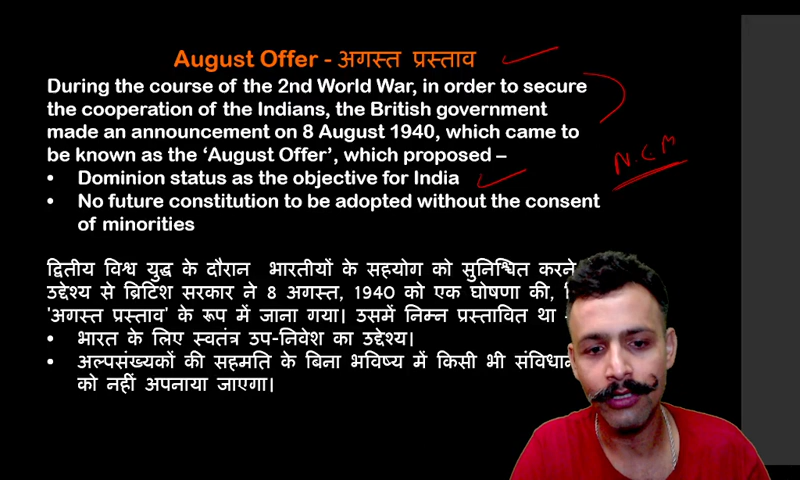 August Offer - अगस्त प्रस्ताव
During the course of the 2nd World War, in order to secure
the cooperation of the Indians, the British government
made an announcement on 8 August 1940, which came to
be known as the ‘August Offer’, which proposed –
• Dominion status as the objective for India
• No future constitution to be adopted without the consent
of minorities
N.C.M
द्वितीय विश्व युद्ध के दौरान भारतीयों के सहयोग को सुनिश्चित करने
उद्देश्य से ब्रिटिश सरकार ने 8 अगस्त, 1940 को एक घोषणा की,
'अगस्त प्रस्ताव' के रूप में जाना गया। उसमें निम्न प्रस्तावित था -
• भारत के लिए स्वतंत्र उप-निवेश का उद्देश्य।
• अल्पसंख्यकों की सहमति के बिना भविष्य में किसी भी संविधान
को नहीं अपनाया जाएगा।